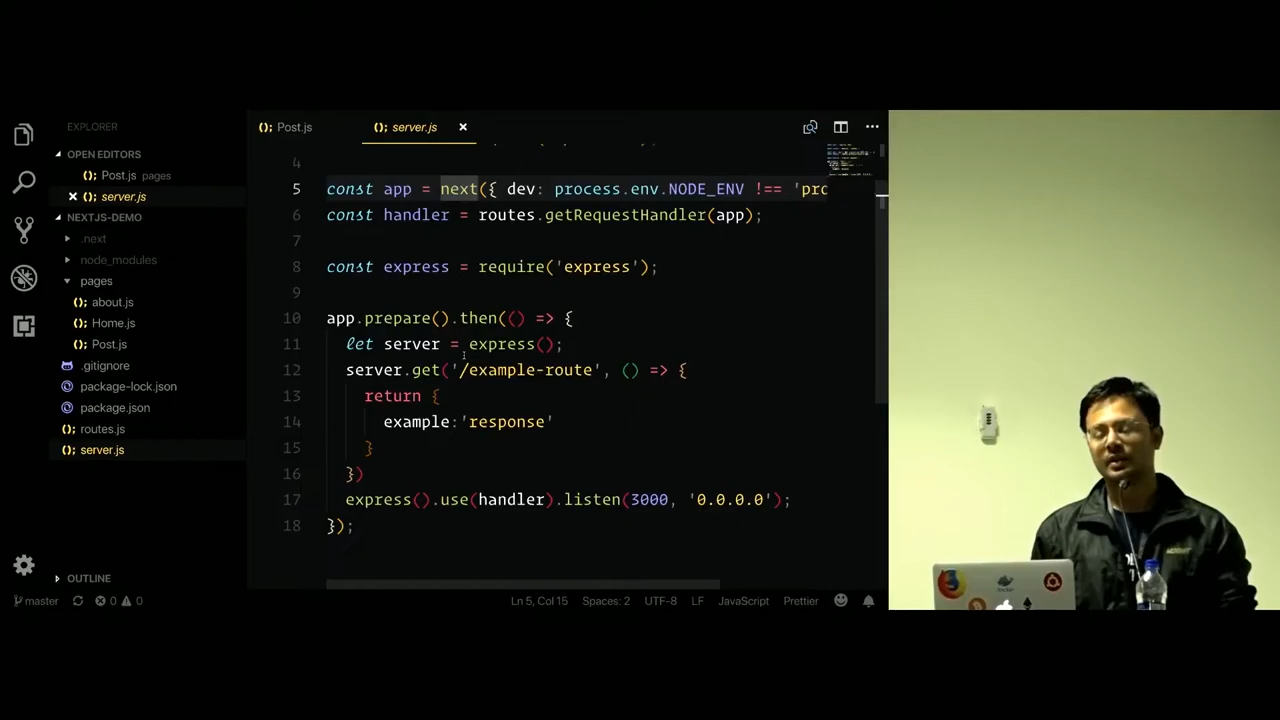 EXPLORER
OPEN EDITORS
Post.js pages
server.js
NEXTJS-DEMO
.next
node_modules
pages
about.js
Home.js
Post.js
.gitignore
package-lock.json
package.json
routes.js
server.js
OUTLINE
master 0 0
Post.js server.js
4
5 const app = next({ dev: process.env.NODE_ENV !== 'pro
6 const handler = routes.getRequestHandler(app);
7
8 const express = require('express');
9
10 app.prepare().then(() => {
11 let server = express();
12 server.get('/example-route', () => {
13 return {
14 example:'response'
15 }
16 })
17 express().use(handler).listen(3000, '0.0.0.0');
18 });
Ln 5, Col 15 Spaces: 2 UTF-8 LF JavaScript Prettier